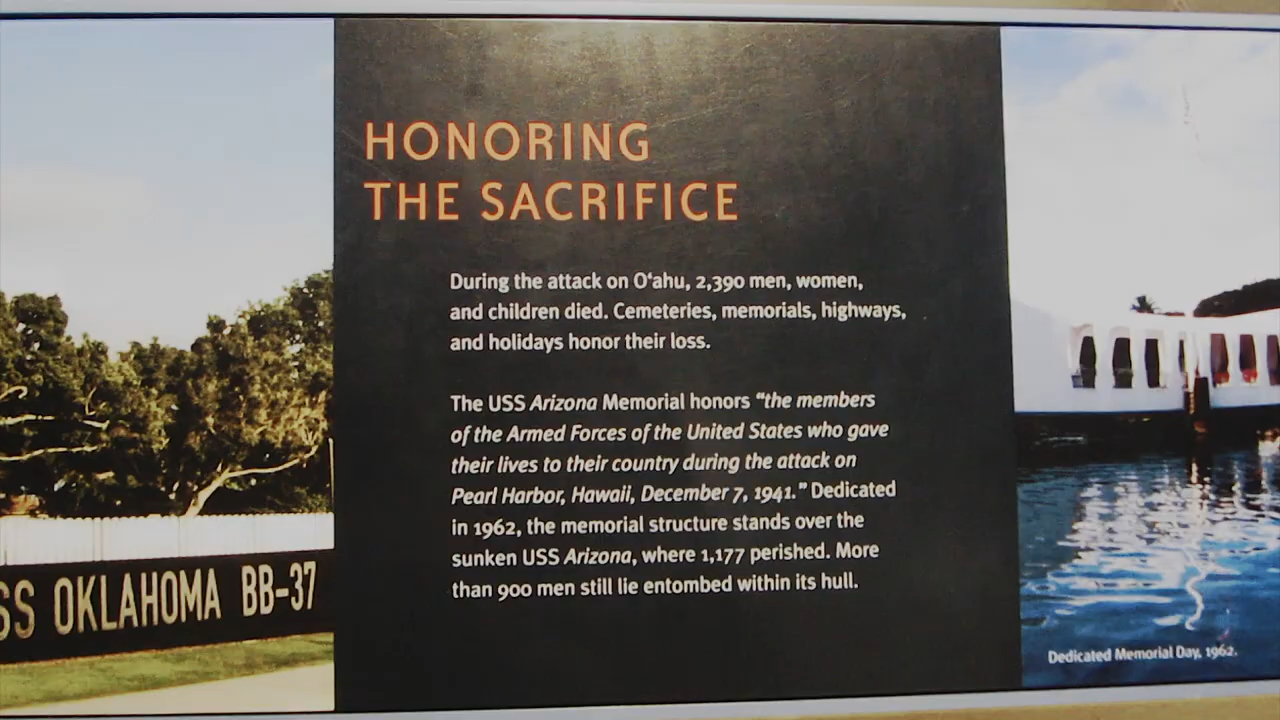 HONORING
THE SACRIFICE
During the attack on Oʻahu, 2,390 men, women,
and children died. Cemeteries, memorials, highways,
and holidays honor their loss.
The USS Arizona Memorial honors “the members
of the Armed Forces of the United States who gave
their lives to their country during the attack on
Pearl Harbor, Hawaii, December 7, 1941.” Dedicated
in 1962, the memorial structure stands over the
sunken USS Arizona, where 1,177 perished. More
than 900 men still lie entombed within its hull.
SS OKLAHOMA BB-37
Dedicated Memorial Day, 1962.